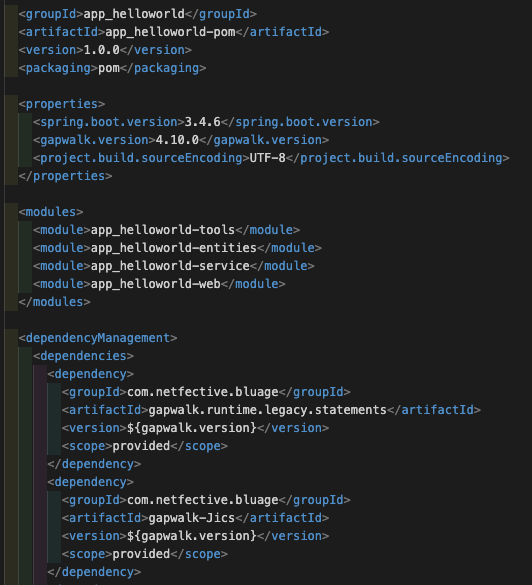 <groupId>app_helloworld</groupId>
<artifactId>app_helloworld-pom</artifactId>
<version>1.0.0</version>
<packaging>pom</packaging>
<properties>
<spring.boot.version>3.4.6</spring.boot.version>
<gapwalk.version>4.10.0</gapwalk.version>
<project.build.sourceEncoding>UTF-8</project.build.sourceEncoding>
</properties>
<modules>
<module>app_helloworld-tools</module>
<module>app_helloworld-entities</module>
<module>app_helloworld-service</module>
<module>app_helloworld-web</module>
</modules>
<dependencyManagement>
<dependencies>
<dependency>
<groupId>com.netfective.bluage</groupId>
<artifactId>gapwalk.runtime.legacy.statements</artifactId>
<version>${gapwalk.version}</version>
<scope>provided</scope>
</dependency>
<dependency>
<groupId>com.netfective.bluage</groupId>
<artifactId>gapwalk-Jics</artifactId>
<version>${gapwalk.version}</version>
<scope>provided</scope>
</dependency>